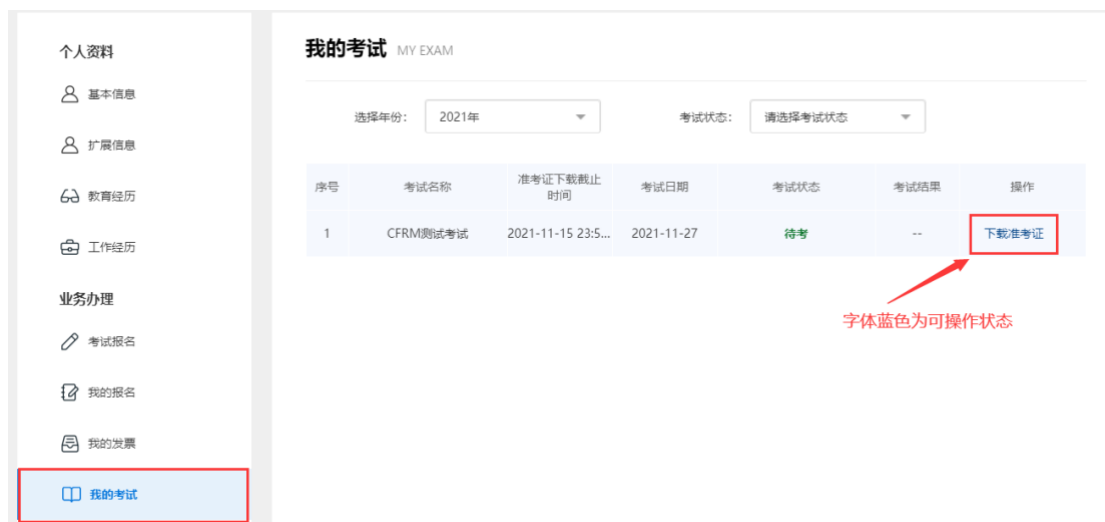 个人资料
基本信息
扩展信息
教育经历
工作经历
业务办理
考试报名
我的报名
我的发票
我的考试
我的考试 MY EXAM
选择年份： 2021年 考试状态： 请选择考试状态
序号 考试名称 准考证下载截止时间 考试日期 考试状态 考试结果 操作
1 CFRM测试考试 2021-11-15 23:5... 2021-11-27 待考 -- 下载准考证
字体蓝色为可操作状态